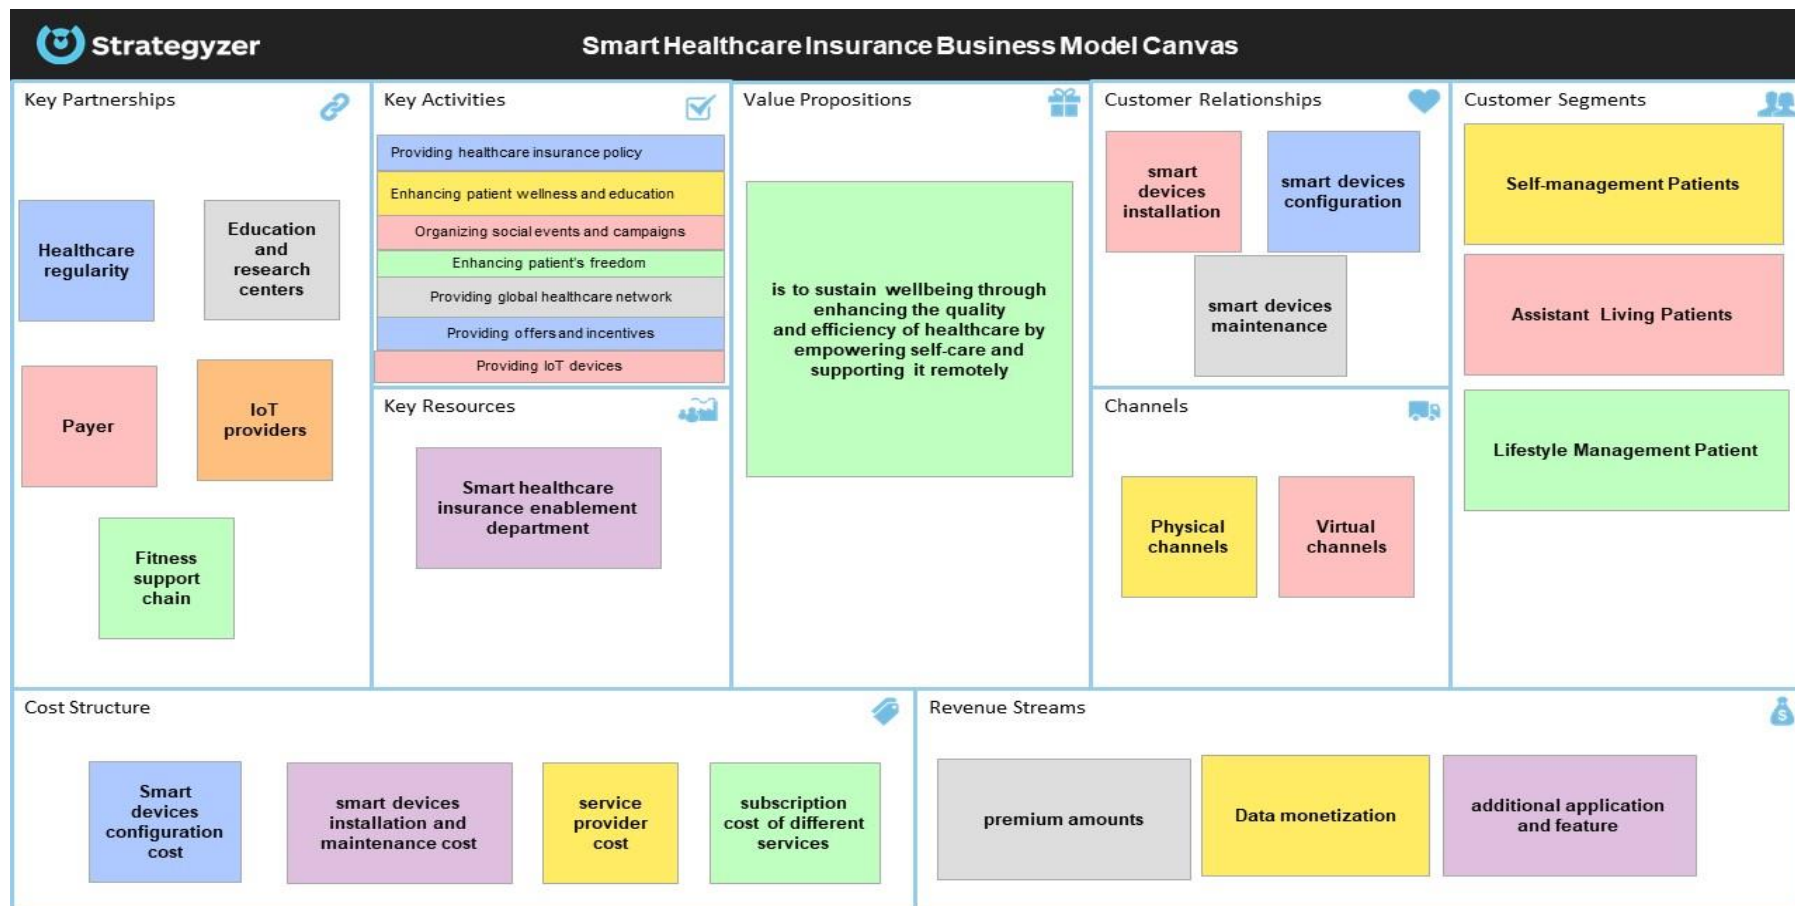 Strategyzer
Smart Healthcare Insurance Business Model Canvas
Key Partnerships
Healthcare
regularity
Education
and
research
centers
Payer
IoT
providers
Fitness
support
chain
Key Activities
Providing healthcare insurance policy
Enhancing patient wellness and education
Organizing social events and campaigns
Enhancing patient's freedom
Providing global healthcare network
Providing offers and incentives
Providing IoT devices
Key Resources
Smart healthcare
insurance enablement
department
Value Propositions
is to sustain wellbeing through
enhancing the quality
and efficiency of healthcare by
empowering self-care and
supporting it remotely
Customer Relationships
smart
devices
installation
smart devices
configuration
smart devices
maintenance
Channels
Physical
channels
Virtual
channels
Customer Segments
Self-management Patients
Assistant Living Patients
Lifestyle Management Patient
Cost Structure
Smart
devices
configuration
cost
smart devices
installation and
maintenance cost
service
provider
cost
subscription
cost of different
services
Revenue Streams
$
premium amounts
Data monetization
additional application
and feature